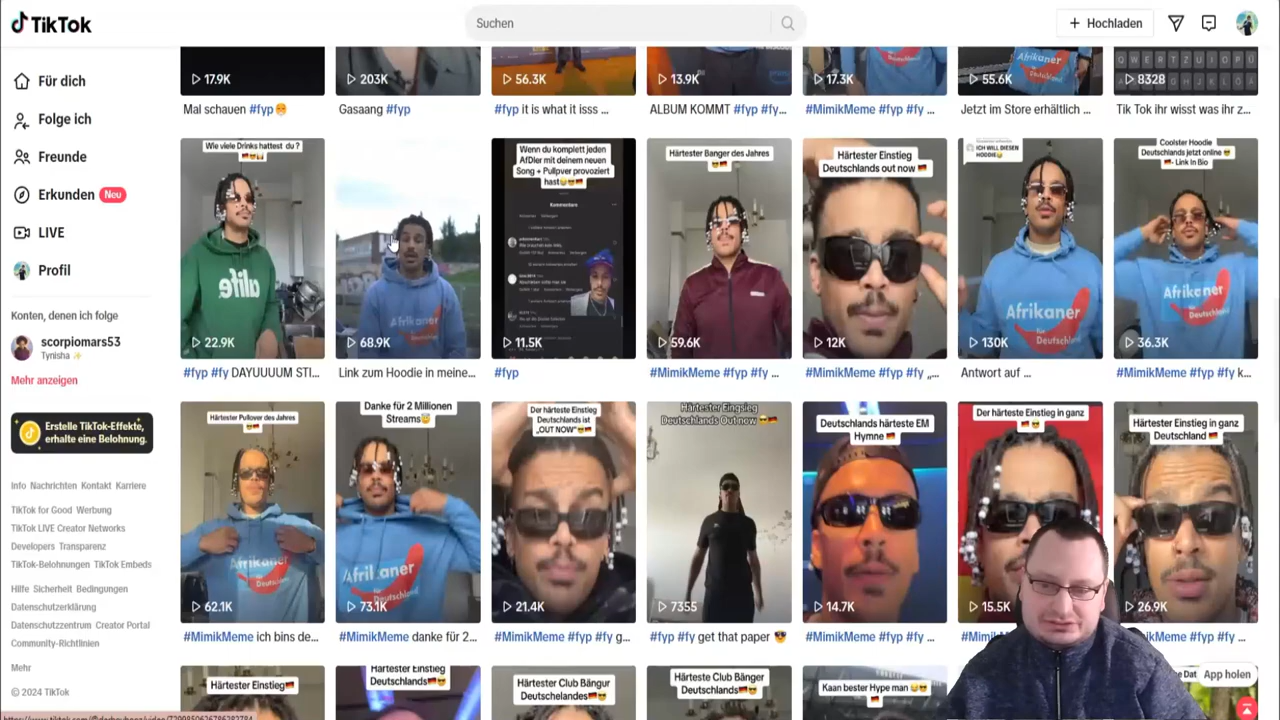 TikTok
Suchen
Hochladen
Für dich
Folge ich
Freunde
Erkunden Neu
LIVE
Profil
Konten, denen ich folge
scorpiomars53
Tynisha
Mehr anzeigen
Erstelle TikTok-Effekte,
erhalte eine Belohnung.
Info Nachrichten Kontakt Karriere
TikTok for Good Werbung
TikTok LIVE Creator Networks
Developers Transparenz
TikTok-Belohnungen TikTok Embeds
Hilfe Sicherheit Bedingungen
Datenschutzerklärung
Datenschutzzentrum Creator Portal
Community-Richtlinien
Mehr
© 2024 TikTok
17.9K
203K
56.3K
13.9K
17.3K
55.6K
8328
Mal schauen #fyp
Gasaang #fyp
#fyp it is what it isss ...
ALBUM KOMMT #fyp #fy...
#MimikMeme #fyp #fy ...
Jetzt im Store erhältlich ...
Tik Tok ihr wisst was ihr z...
Wie viele Drinks hattest du ?
22.9K
Afrikaner
68.9K
Wenn du komplett jeden
AfDler mit deinem neuen
Song + Pullpver provoziert
hast
Kommentare
11.5K
Härtester Banger des Jahres
59.6K
Härtester Einstieg
Deutschlands out now
12K
ICH WILL DIESEN
HOODIE
Afrikaner
für Deutschland
130K
Coolster Hoodie
Deutschlands jetzt online
- Link In Bio
Afrikaner
36.3K
#fyp #fy DAYUUUUM STI...
Link zum Hoodie in meine...
#fyp
#MimikMeme #fyp #fy ...
#MimikMeme #fyp #fy „...
Antwort auf ...
#MimikMeme #fyp #fy k...
Härtester Pullover des Jahres
Afrikaner
62.1K
Danke für 2 Millionen
Streams
Afrikaner
73.1K
Der härteste Einstieg
Deutschlands ist
„OUT NOW"
21.4K
Härtester Eingsieg
Deutschlands Out now
7355
Deutschlands härteste EM
Hymne
14.7K
Der härteste Einstieg in ganz
15.5K
Härtester Einstieg in ganz
Deutschland
26.9K
#MimikMeme ich bins de...
#MimikMeme danke für 2...
#MimikMeme #fyp #fy g...
#fyp #fy get that paper
#MimikMeme #fyp #fy ...
#fyp #fy ...
Härtester Einstieg
Härtester Einstieg
Deutschlands
Härtester Club Bängur
Deutschelandes
Härteste Club Bänger
Deutschlands
Kaan bester Hype man
App holen